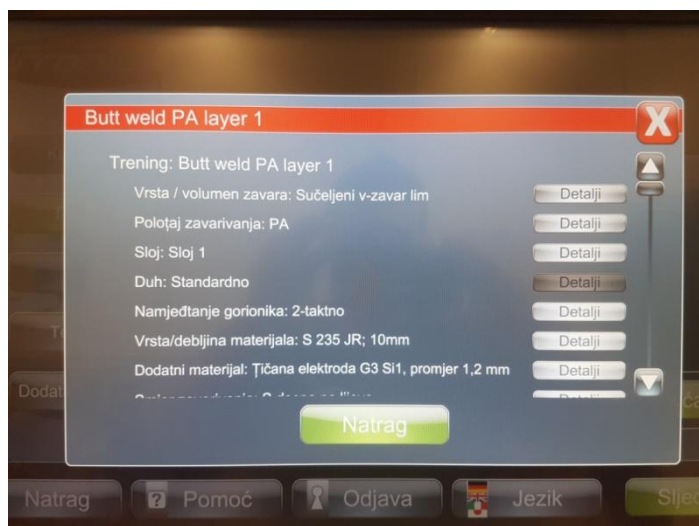 Butt weld PA layer 1
X
Trening: Butt weld PA layer 1
Vrsta / volumen zavara: Sučeljeni v-zavar lim
Detalji
Položaj zavarivanja: PA
Detalji
Sloj: Sloj 1
Detalji
Duh: Standardno
Detalji
Namjeđtanje gorionika: 2-taktno
Detalji
Vrsta/debljina materijala: S 235 JR; 10mm
Detalji
Dodatni materijal: Ţičana elektroda G3 Si1, promjer 1,2 mm
Detalji
Natrag
Dodat
Natrag
? Pomoć
Odjava
Jezik